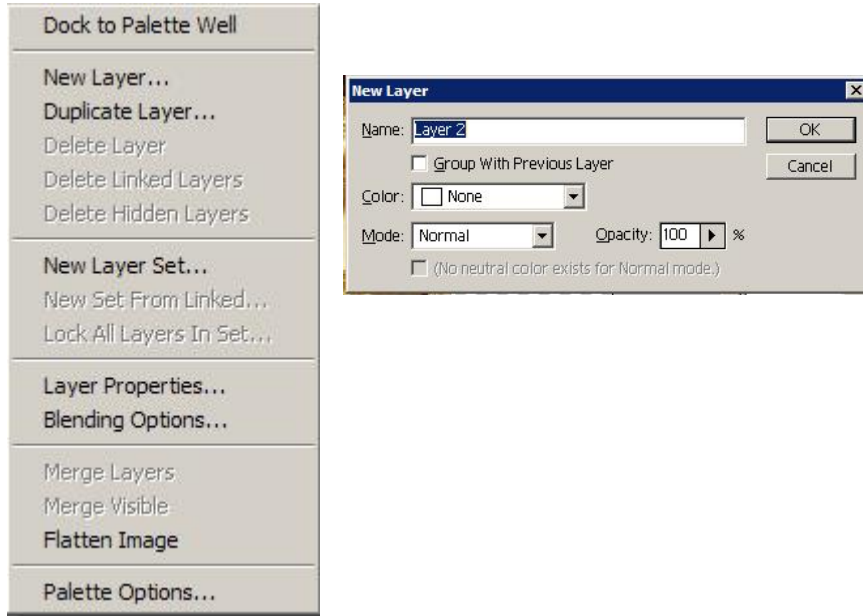 Dock to Palette Well
New Layer...
Duplicate Layer...
Delete Layer
Delete Linked Layers
Delete Hidden Layers
New Layer Set...
New Set From Linked...
Lock All Layers In Set...
Layer Properties...
Blending Options...
Merge Layers
Merge Visible
Flatten Image
Palette Options...
New Layer
Name: Layer 2 OK
Group With Previous Layer Cancel
Color: None
Mode: Normal Opacity: 100 %
(No neutral color exists for Normal mode.)